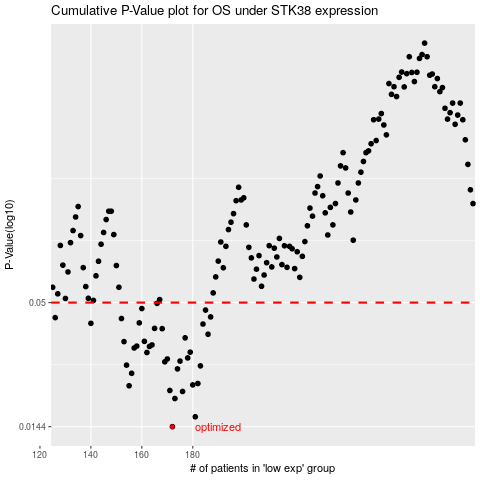 Cumulative P-Value plot for OS under STK38 expression
P-Value(log10)
0.05
0.0144
optimized
120 140 160 180
# of patients in 'low exp' group